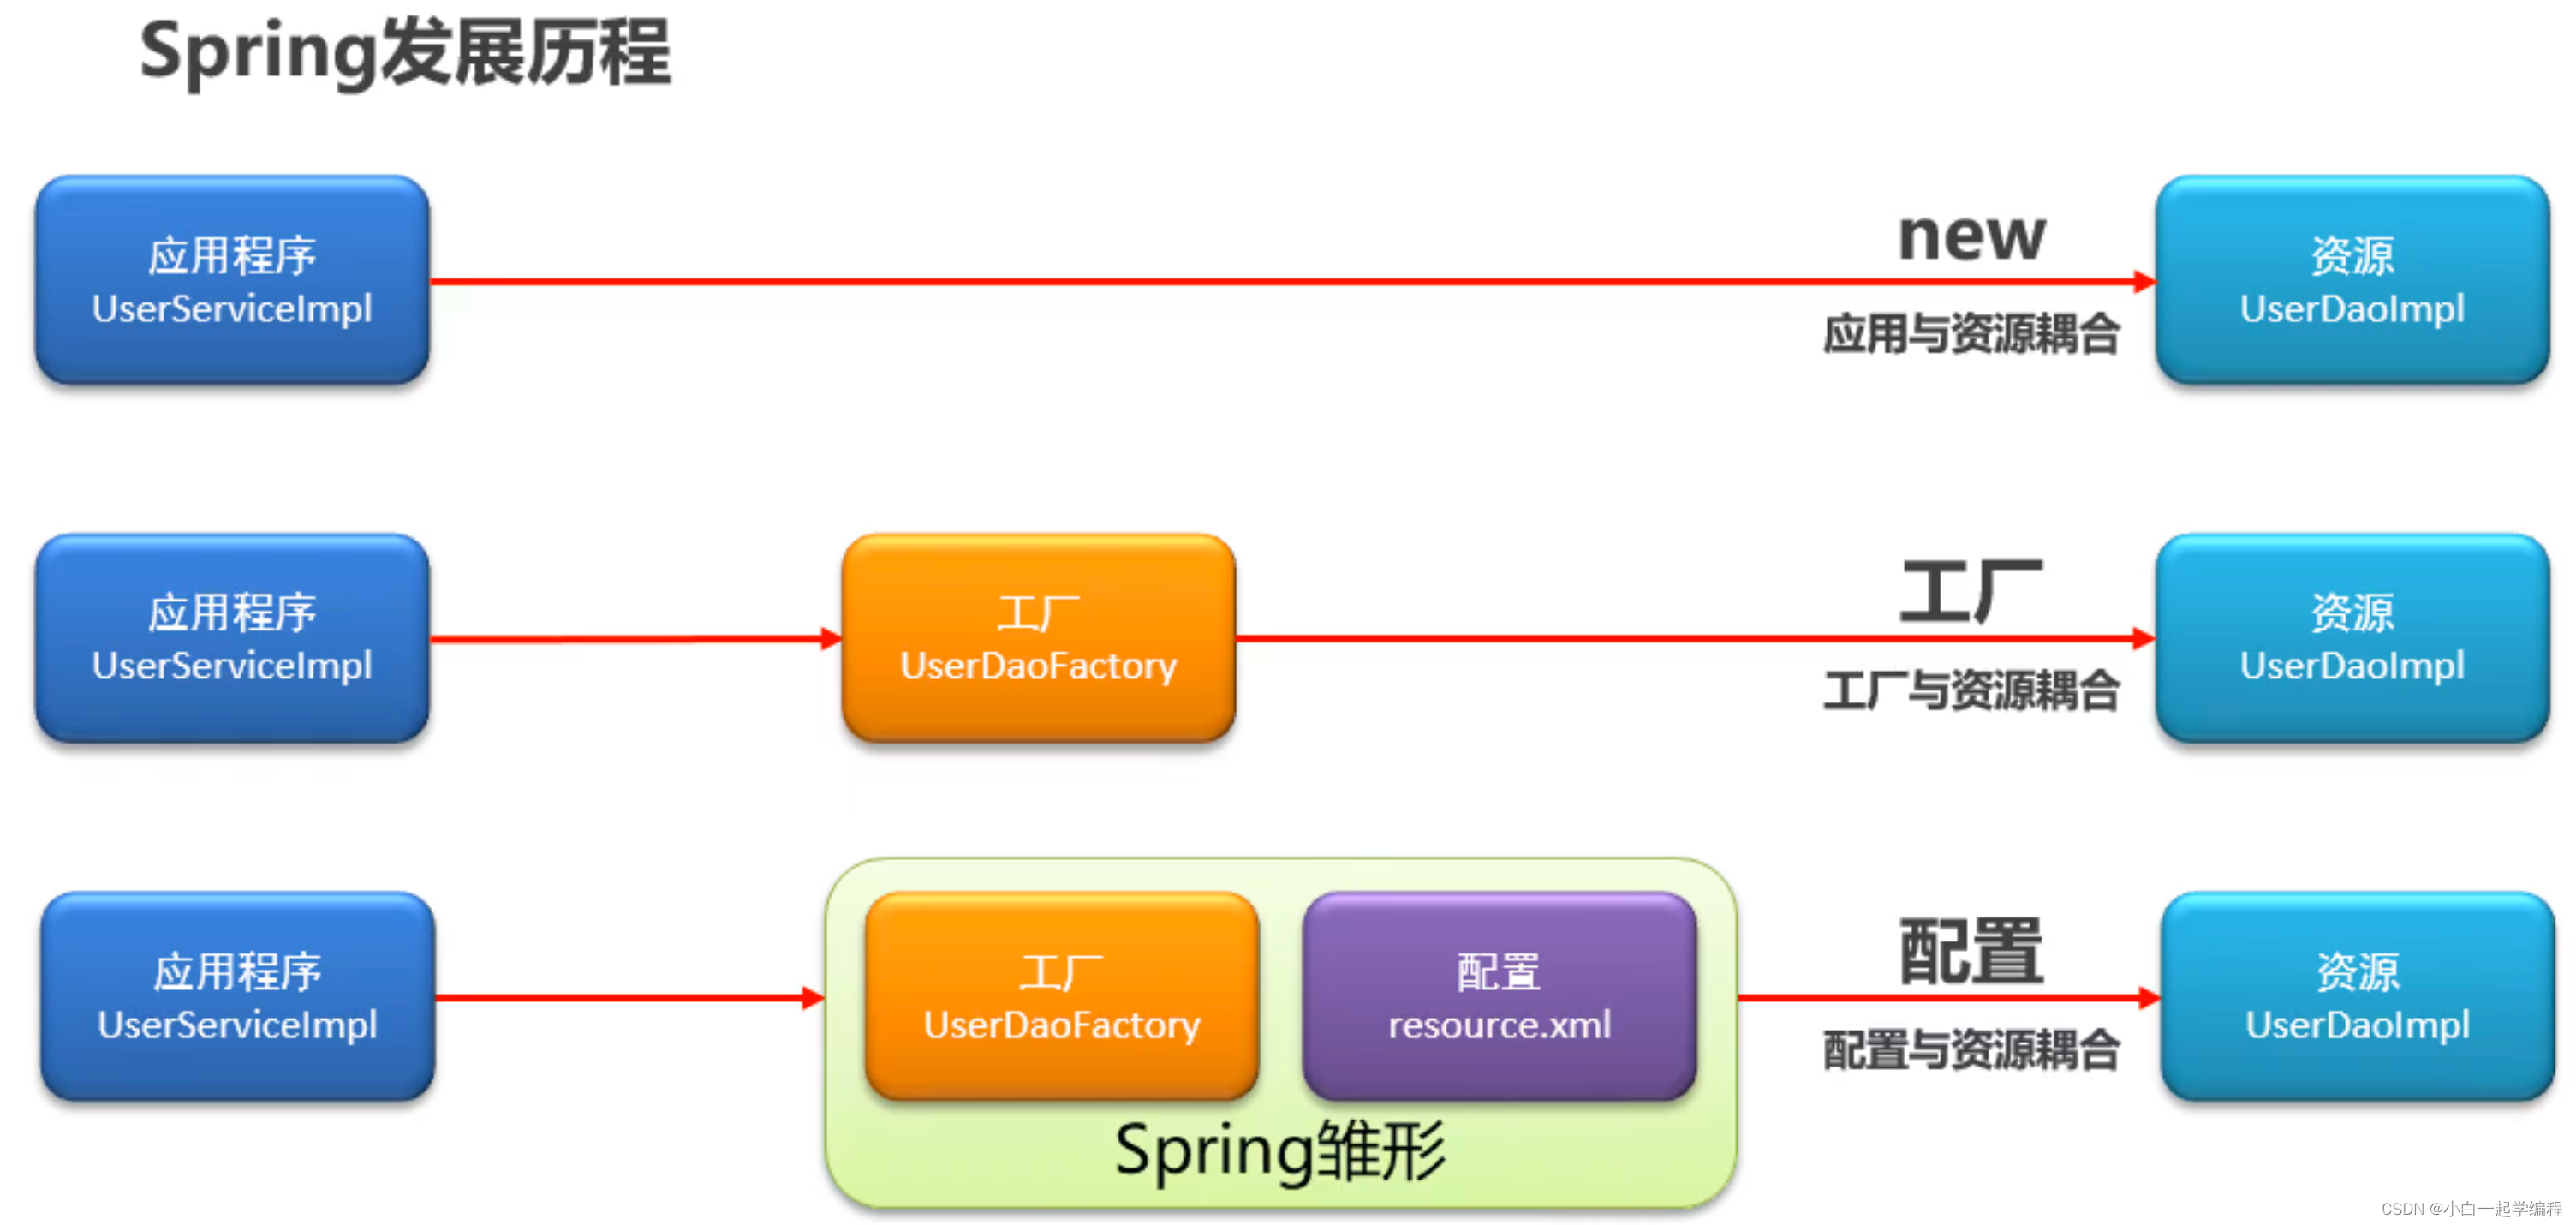 Spring发展历程
应用程序
UserServiceImpl
new
应用与资源耦合
资源
UserDaoImpl
应用程序
UserServiceImpl
工厂
UserDaoFactory
工厂
工厂与资源耦合
资源
UserDaoImpl
应用程序
UserServiceImpl
工厂
UserDaoFactory
配置
resource.xml
Spring雏形
配置
配置与资源耦合
资源
UserDaoImpl
CSDN @小白一起学编程